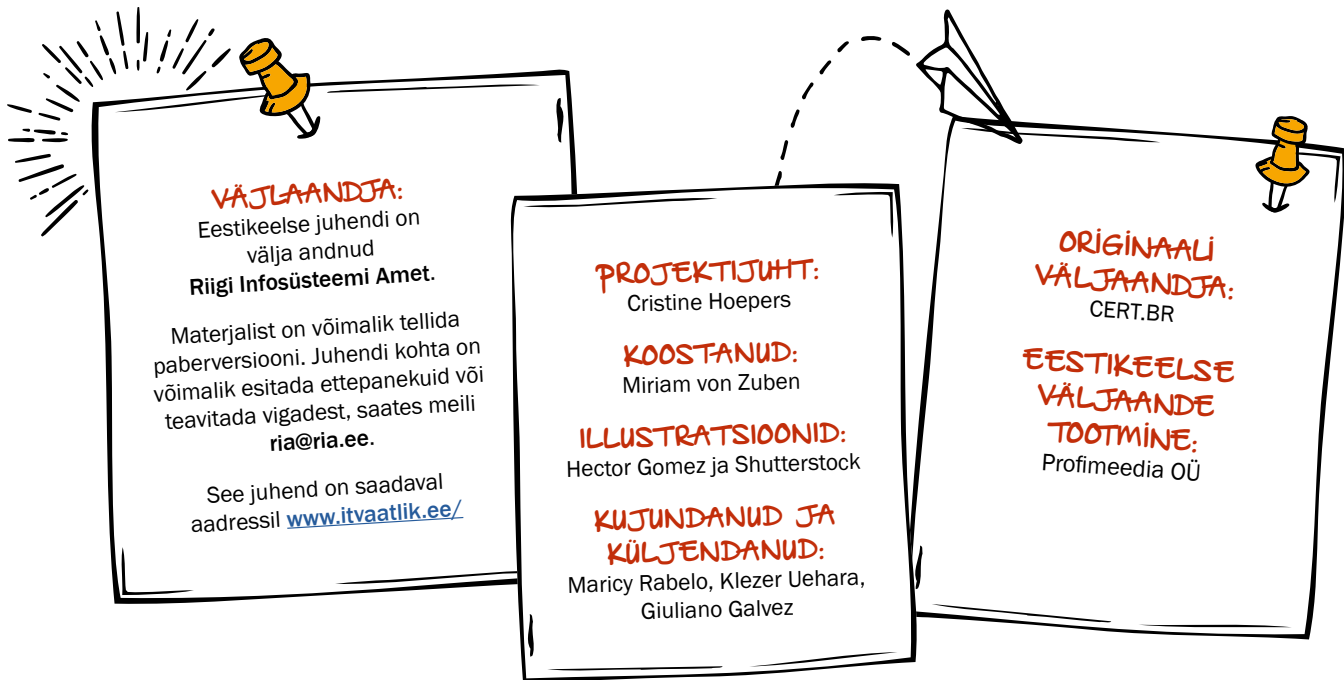 VÄJLAANDJA:
Eestikeelse juhendi on
välja andnud
Riigi Infosüsteemi Amet.
Materjalist on võimalik tellida
paberversiooni. Juhendi kohta on
võimalik esitada ettepanekuid või
teavitada vigadest, saates meili
ria@ria.ee.
See juhend on saadaval
aadressil www.itvaatlik.ee/
PROJEKTIJUHT:
Cristine Hoepers
KOOSTANUD:
Miriam von Zuben
ILLUSTRATSIOONID:
Hector Gomez ja Shutterstock
KUJUNDANUD JA
KÜLJENDANUD:
Maricy Rabelo, Klezer Uehara,
Giuliano Galvez
ORIGINAALI
VÄLJAANDJA:
CERT.BR
EESTIKEELSE
VÄLJAANDE
TOOTMINE:
Profimeedia OÜ